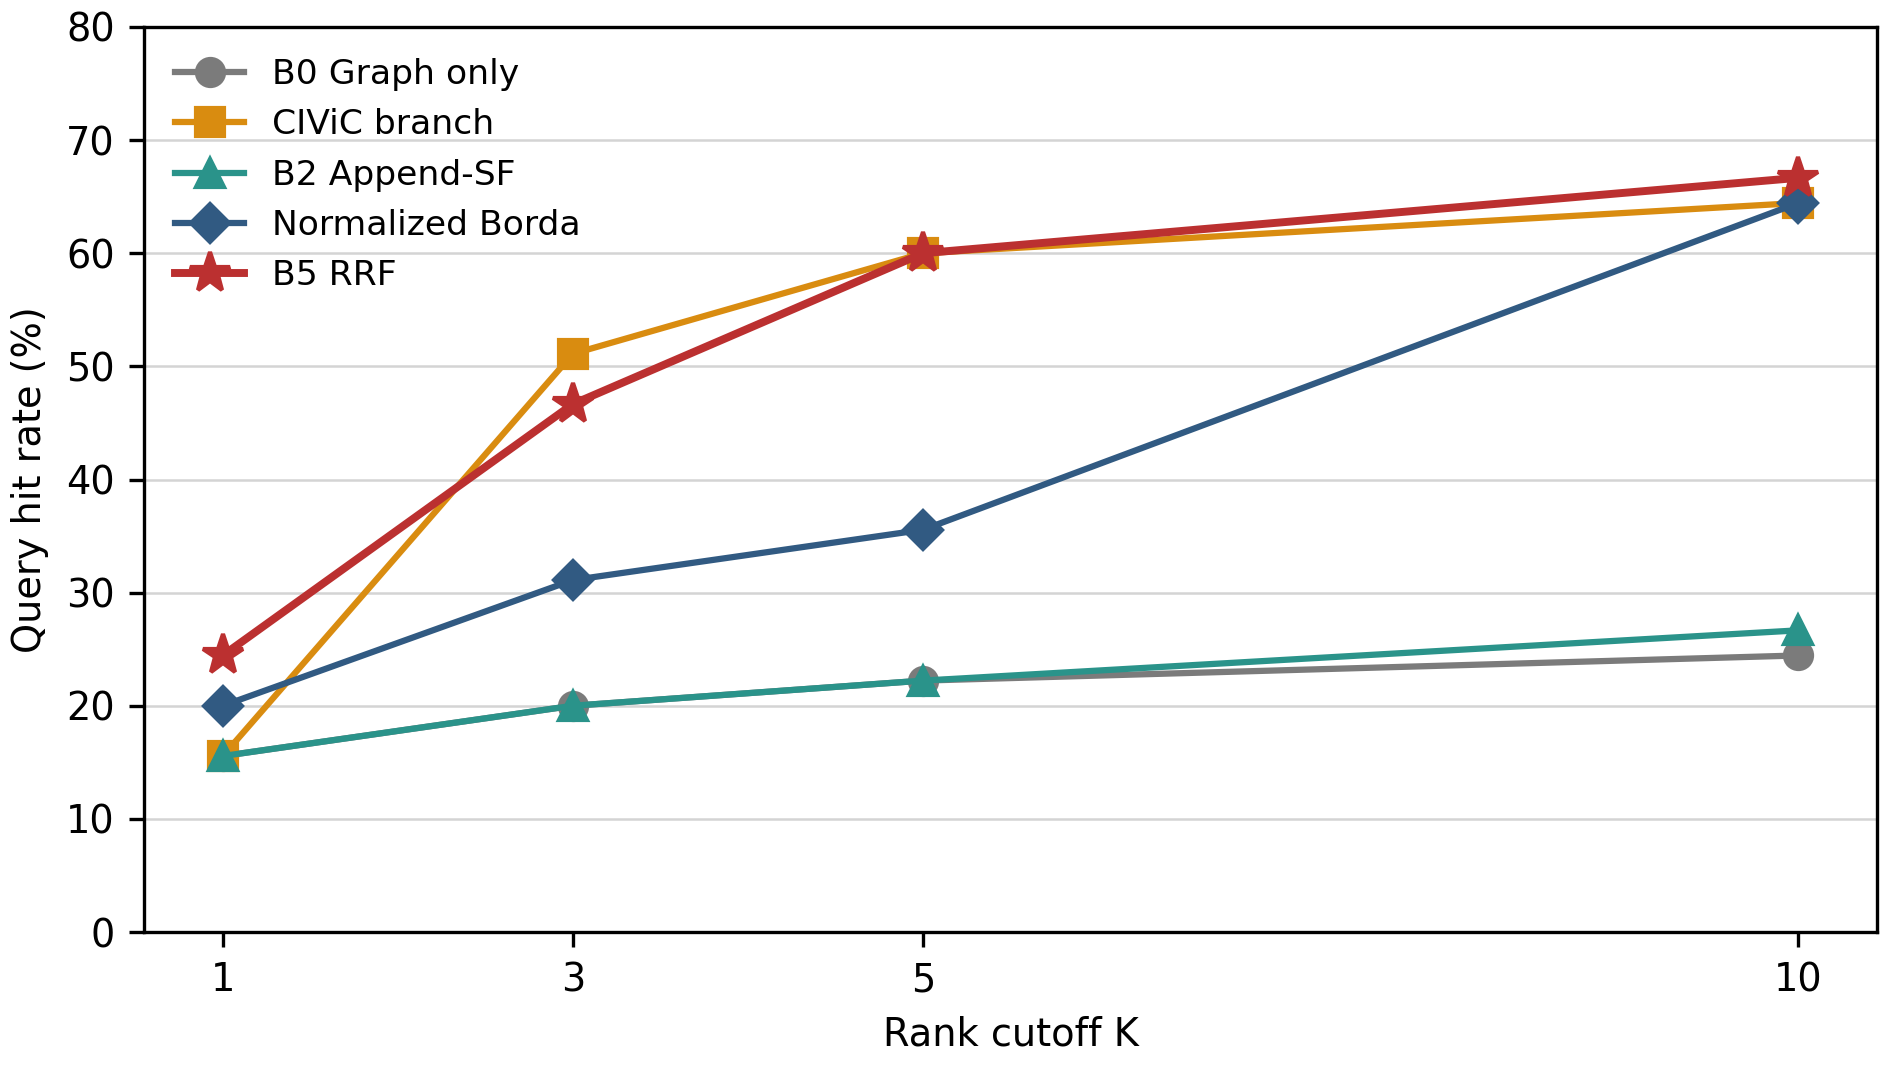 80
70
60
50
40
30
20
10
0
Query hit rate (%)
B0 Graph only
CIViC branch
B2 Append-SF
Normalized Borda
B5 RRF
1 3 5 10
Rank cutoff K